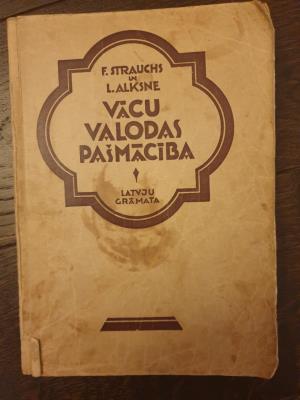 F. STRAUCHS
UN
L. ALKSNE
VĀCU
VALODAS
PAŠMĀCĪBA
LATVJU
GRĀMATA